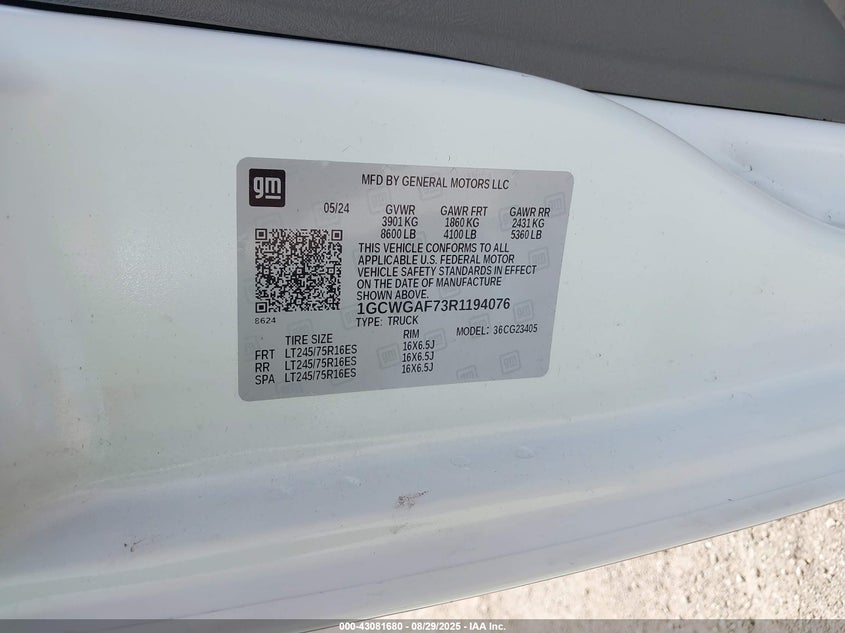 gm
MFD BY GENERAL MOTORS LLC
05/24
GVWR GAWR FRT GAWR RR
3901 KG 1860 KG 2431 KG
8600 LB 4100 LB 5360 LB
THIS VEHICLE CONFORMS TO ALL
APPLICABLE U.S. FEDERAL MOTOR
VEHICLE SAFETY STANDARDS IN EFFECT
ON THE DATE OF MANUFACTURE
SHOWN ABOVE.
8624
1GCWGAF73R1194076
TYPE: TRUCK MODEL: 36CG23405
TIRE SIZE RIM
FRT LT245/75R16ES 16X6.5J
RR LT245/75R16ES 16X6.5J
SPA LT245/75R16ES 16X6.5J
000-43081680 - 08/29/2025 - IAA Inc.